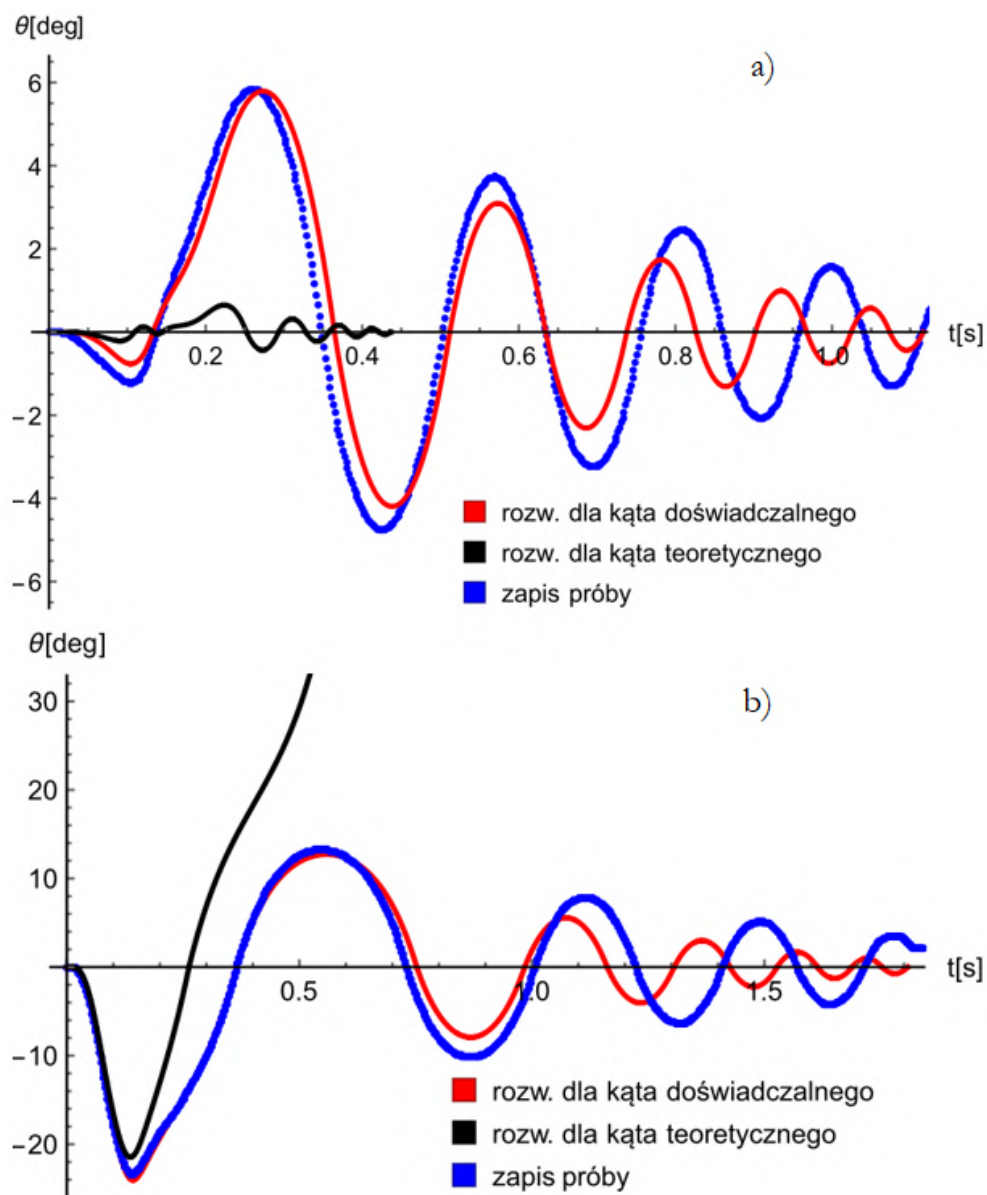 θ[deg]
a)
6
4
2
t[s]
0.2
0.4
0.6
0.8
1.0
−2
−4
−6
rozw. dla kąta doświadczalnego
rozw. dla kąta teoretycznego
zapis próby
θ[deg]
b)
30
20
10
t[s]
0.5
1.0
1.5
−10
−20
rozw. dla kąta doświadczalnego
rozw. dla kąta teoretycznego
zapis próby